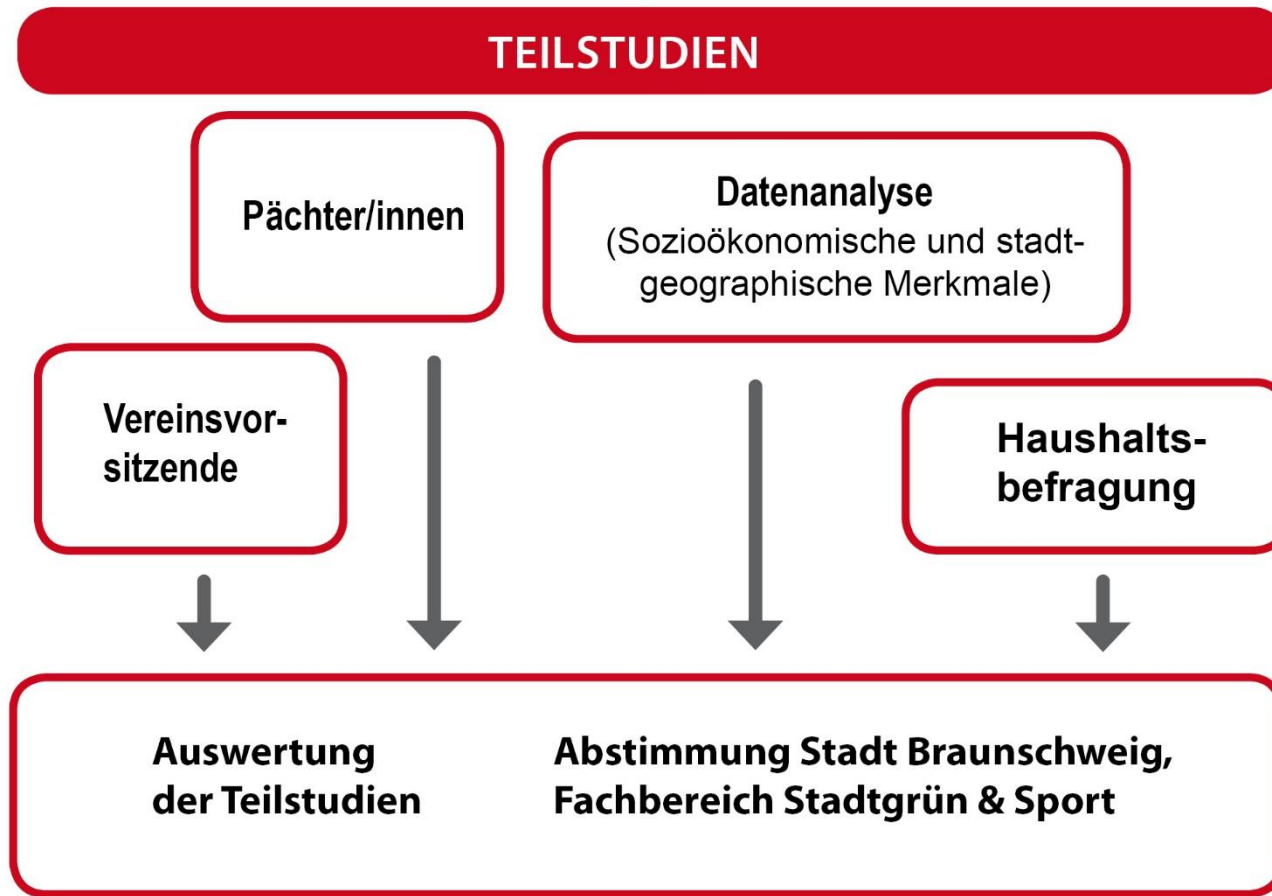 TEILSTUDIEN
Pächter/innen
Datenanalyse
(Sozioökonomische und stadt-
geographische Merkmale)
Vereinsvor-
sitzende
Haushalts-
befragung
Auswertung
der Teilstudien
Abstimmung Stadt Braunschweig,
Fachbereich Stadtgrün & Sport